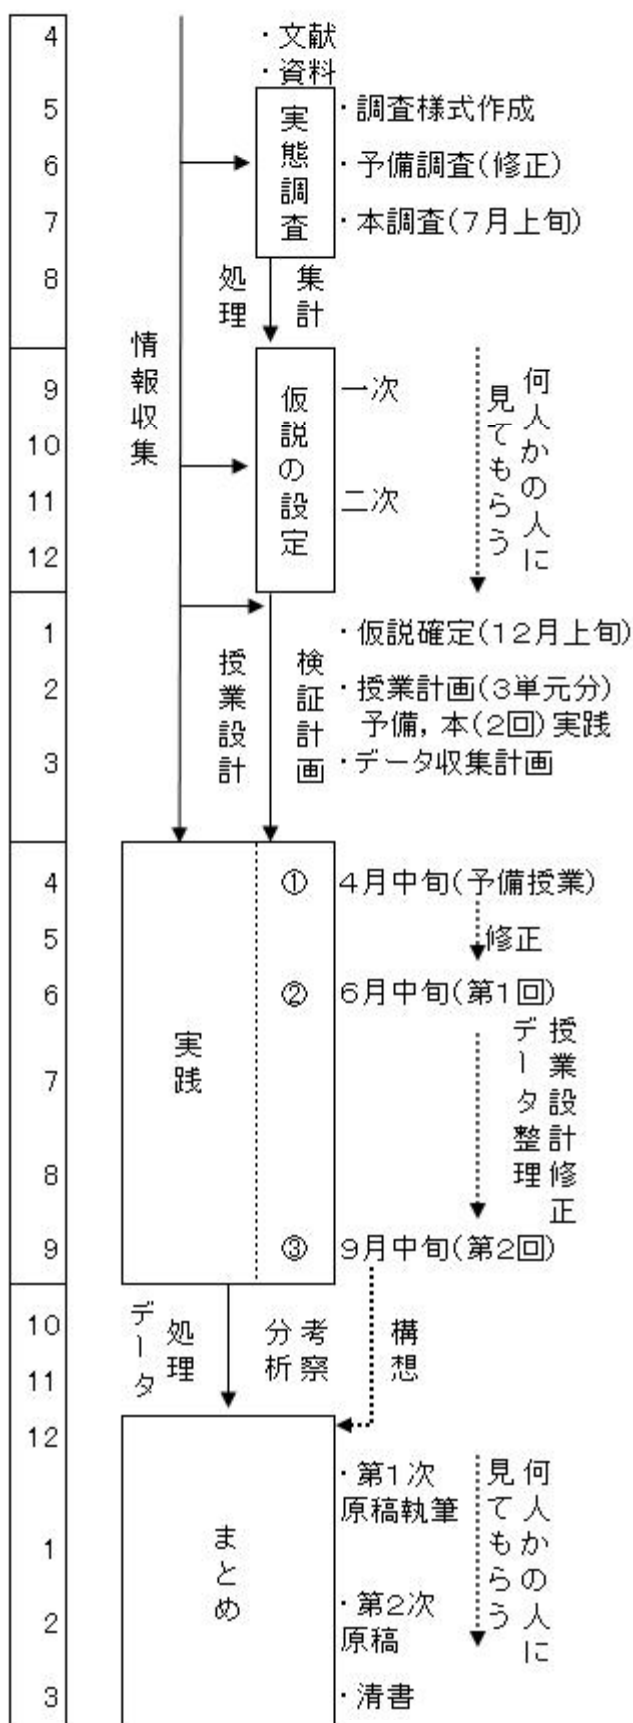 4
・文献
・資料
5
実態調査
・調査様式作成
6
・予備調査(修正)
7
・本調査(7月上旬)
8
処理
集計
情報収集
9
仮説の設定
一次
何人かの人に
見てもらう
10
11
二次
12
1
・仮説確定(12月上旬)
授業設計
検証計画
2
・授業計画(3単元分)
予備,本(2回)実践
3
・データ収集計画
4
①
4月中旬(予備授業)
5
修正
6
②
6月中旬(第1回)
実践
授業設計修正
データ整理
7
8
9
③
9月中旬(第2回)
10
データ
処理
考察
分析
構想
11
12
・第1次
原稿執筆
何人かの人に
見てもらう
まとめ
1
2
・第2次
原稿
3
・清書